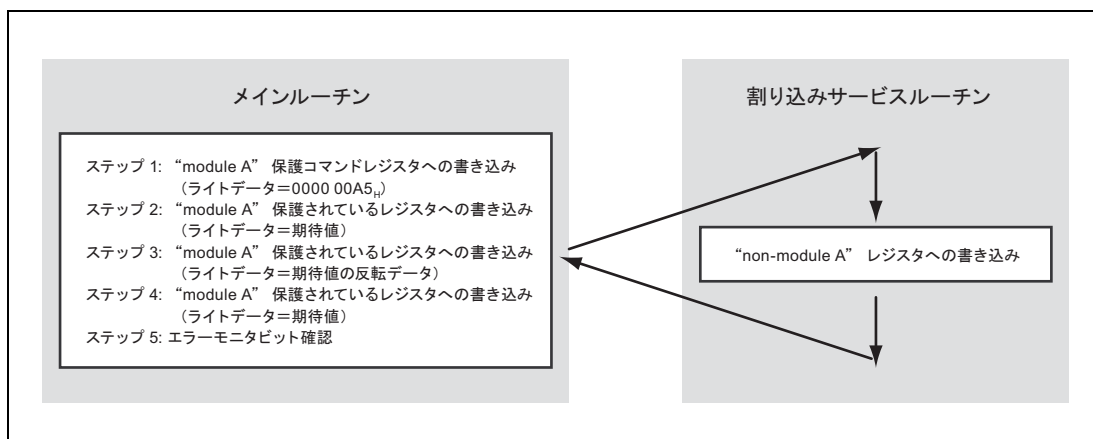 メインルーチン
ステップ 1: “module A” 保護コマンドレジスタへの書き込み
(ライトデータ=0000 00A5H)
ステップ 2: “module A” 保護されているレジスタへの書き込み
(ライトデータ=期待値)
ステップ 3: “module A” 保護されているレジスタへの書き込み
(ライトデータ=期待値の反転データ)
ステップ 4: “module A” 保護されているレジスタへの書き込み
(ライトデータ=期待値)
ステップ 5: エラーモニタビット確認
割り込みサービスルーチン
“non-module A” レジスタへの書き込み